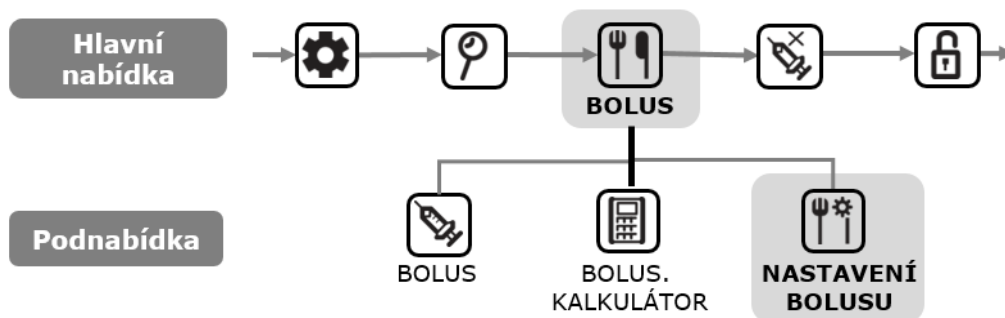 Hlavní
nabídka
BOLUS
Podnabídka
BOLUS
BOLUS.
KALKULÁTOR
NASTAVENÍ
BOLUSU